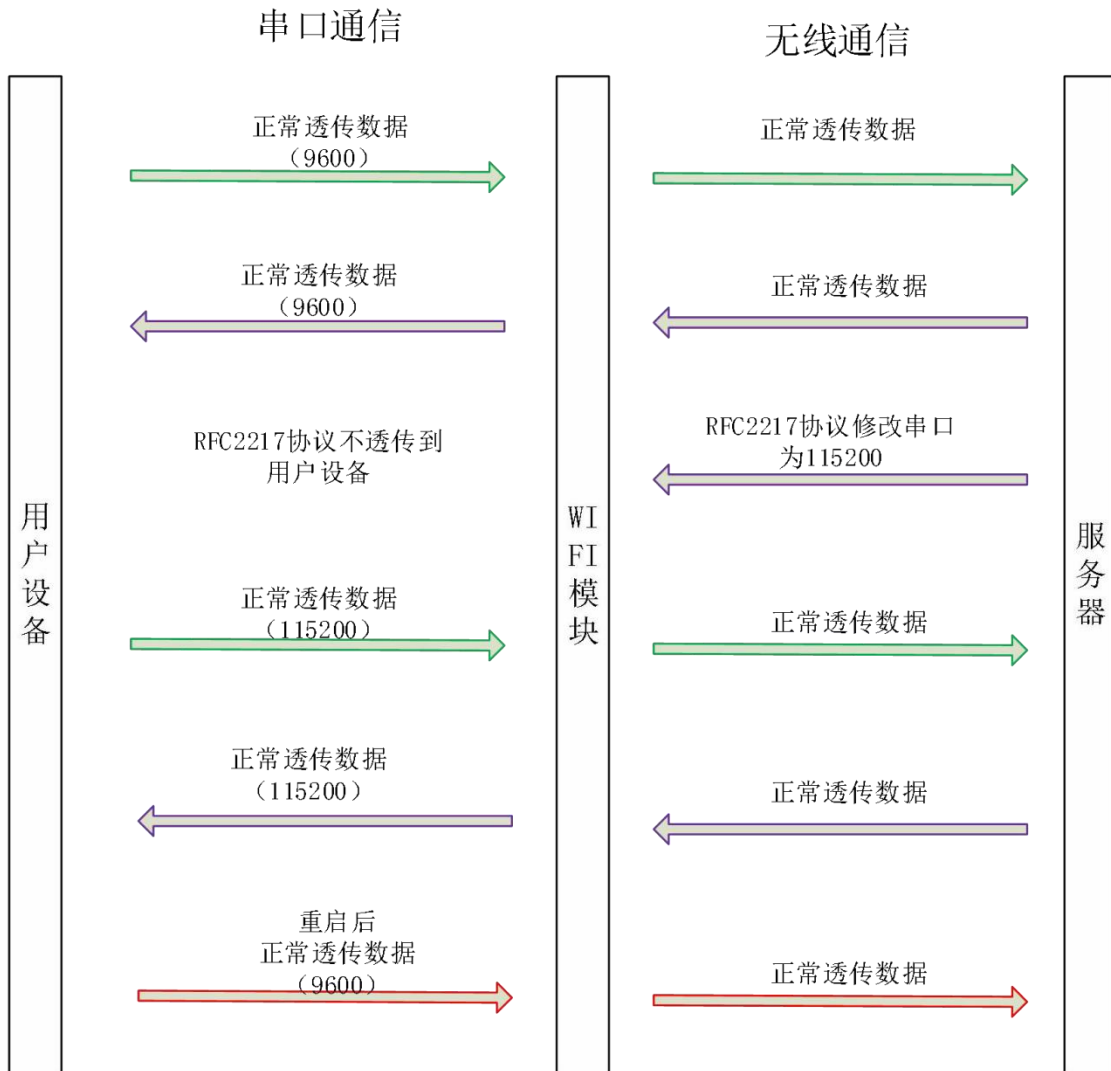 串口通信
无线通信
正常透传数据
（9600）
正常透传数据
正常透传数据
（9600）
正常透传数据
RFC2217协议不透传到
用户设备
RFC2217协议修改串口
为115200
用户设备
WI
FI模块
服务器
正常透传数据
（115200）
正常透传数据
正常透传数据
（115200）
正常透传数据
重启后
正常透传数据
（9600）
正常透传数据